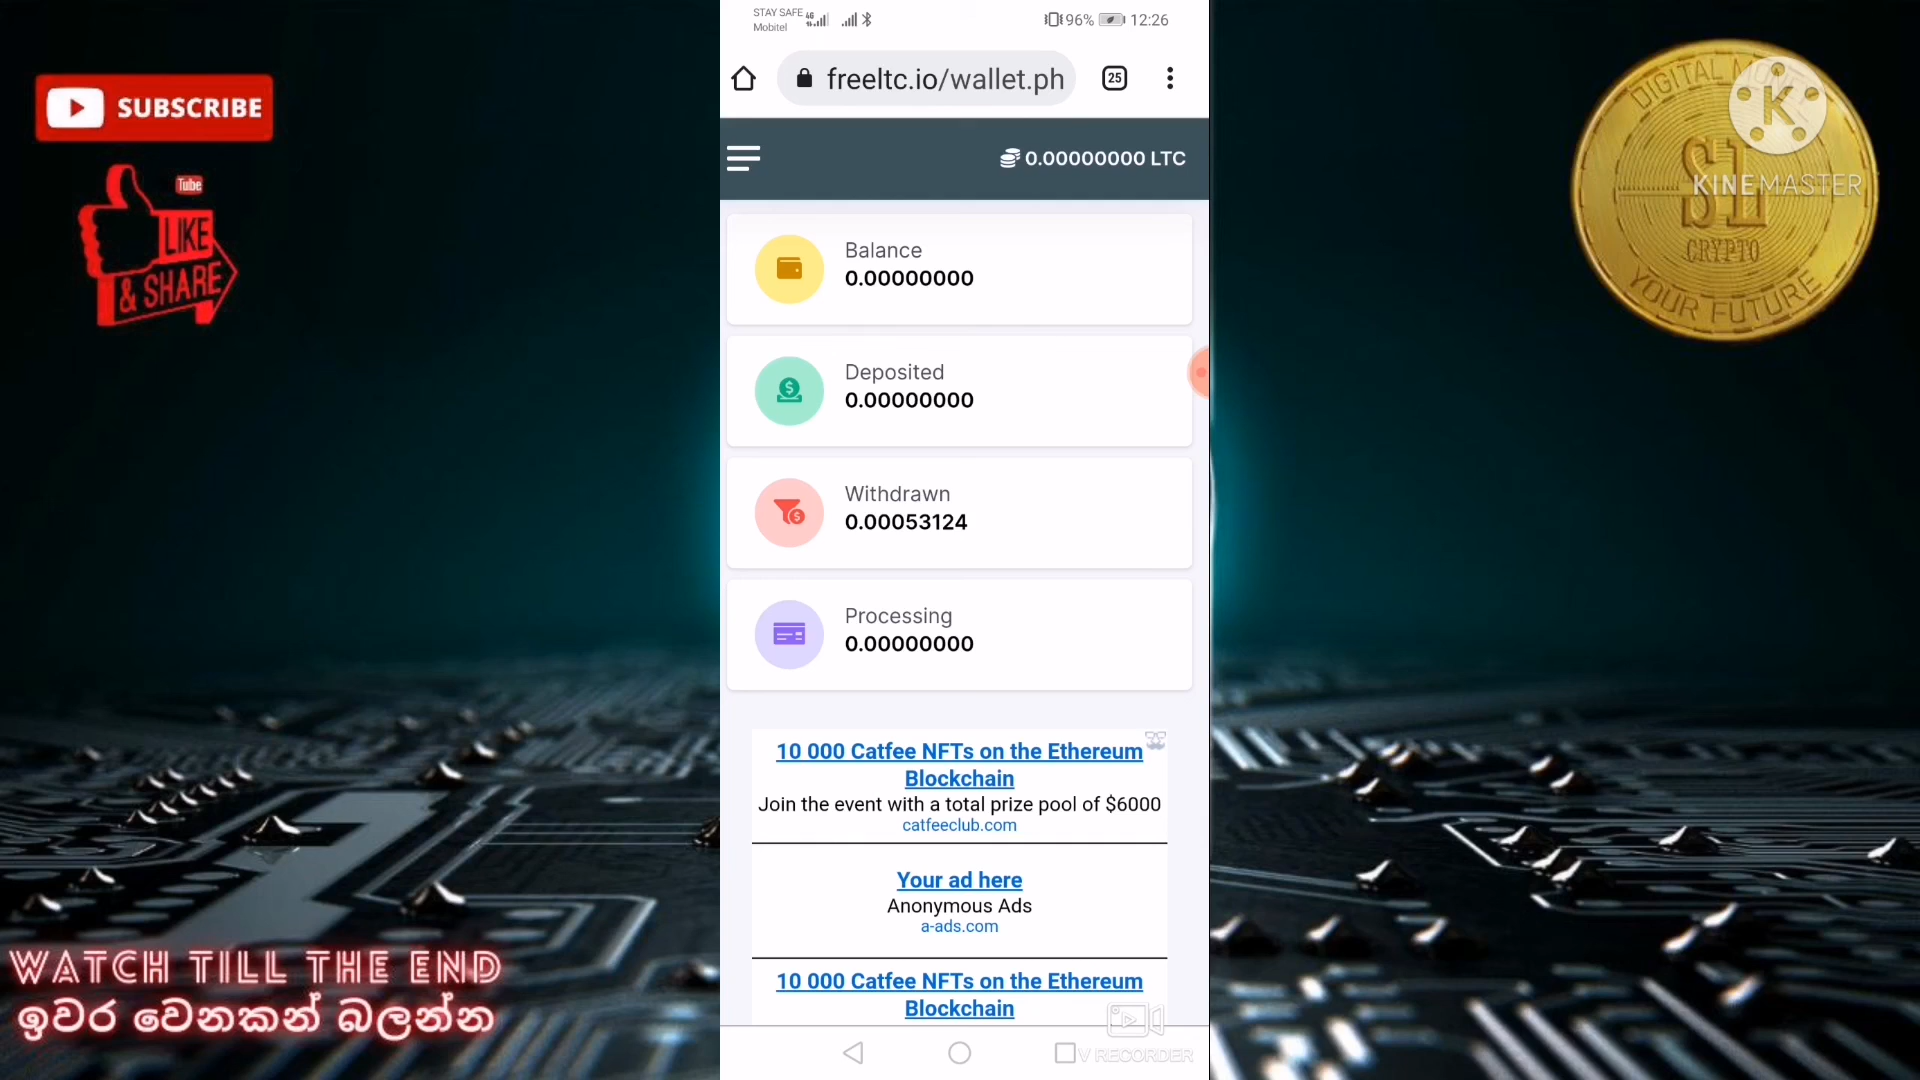 STAY SAFE
Mobitel
4G
96%
12:26
freeltc.io/wallet.ph
25
0.00000000 LTC
Balance
0.00000000
Deposited
0.00000000
Withdrawn
0.00053124
Processing
0.00000000
10 000 Catfee NFTs on the Ethereum
Blockchain
Join the event with a total prize pool of $6000
catfeeclub.com
Your ad here
Anonymous Ads
a-ads.com
10 000 Catfee NFTs on the Ethereum
Blockchain
V RECORDER
SUBSCRIBE
Tube
LIKE
& SHARE
WATCH TILL THE END
ඉවර වෙනකන් බලන්න
DIGITAL MONEY
K
KINEMASTER
SL
CRYPTO
YOUR FUTURE